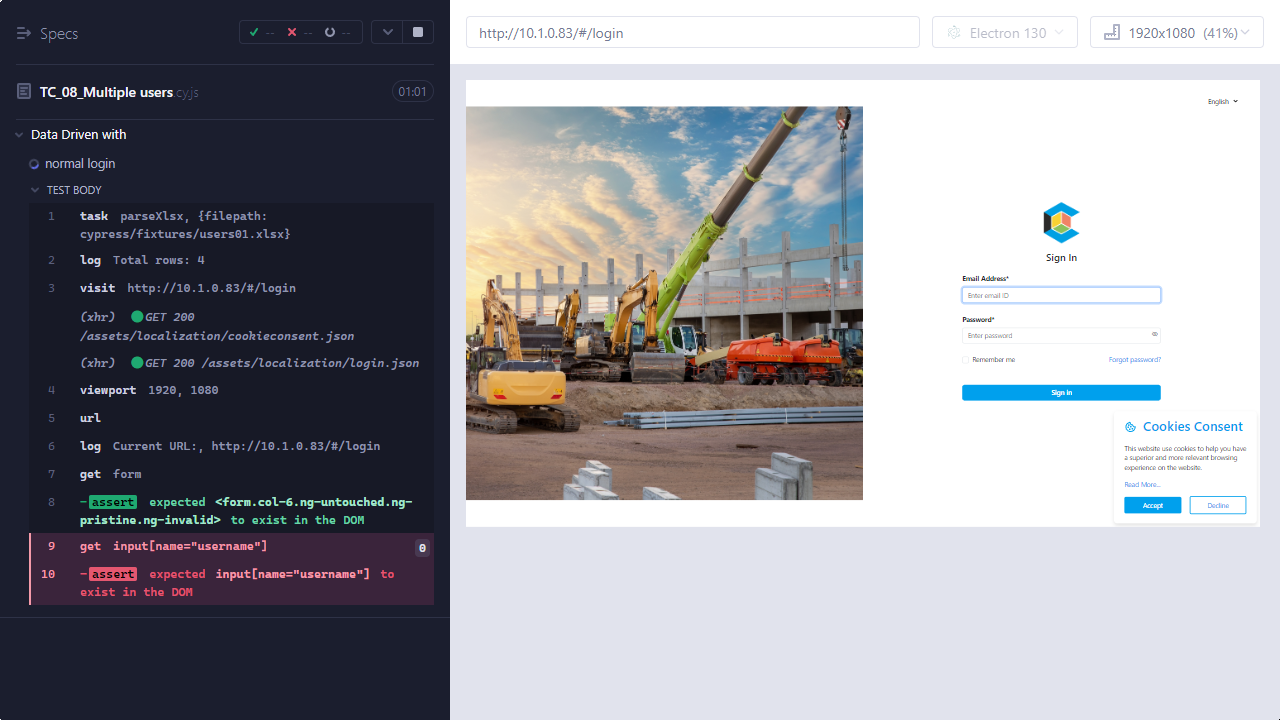 Specs
-- -- --
TC_08_Multiple users.cy.js
01:01
Data Driven with
normal login
TEST BODY
1 task parseXlsx, {filepath:
cypress/fixtures/users01.xlsx}
2 log Total rows: 4
3 visit http://10.1.0.83/#/login
(xhr) GET 200
/assets/localization/cookieconsent.json
(xhr) GET 200 /assets/localization/login.json
4 viewport 1920, 1080
5 url
6 log Current URL:, http://10.1.0.83/#/login
7 get form
8 -assert expected <form.col-6.ng-untouched.ng-
pristine.ng-invalid> to exist in the DOM
9 get input[name="username"] 0
10 -assert expected input[name="username"] to
exist in the DOM
http://10.1.0.83/#/login
Electron 130
1920x1080 (41%)
English
Sign In
Email Address*
Enter email ID
Password*
Enter password
Remember me
Forgot password?
Sign in
Cookies Consent
This website use cookies to help you have
a superior and more relevant browsing
experience on the website.
Read More...
Accept
Decline